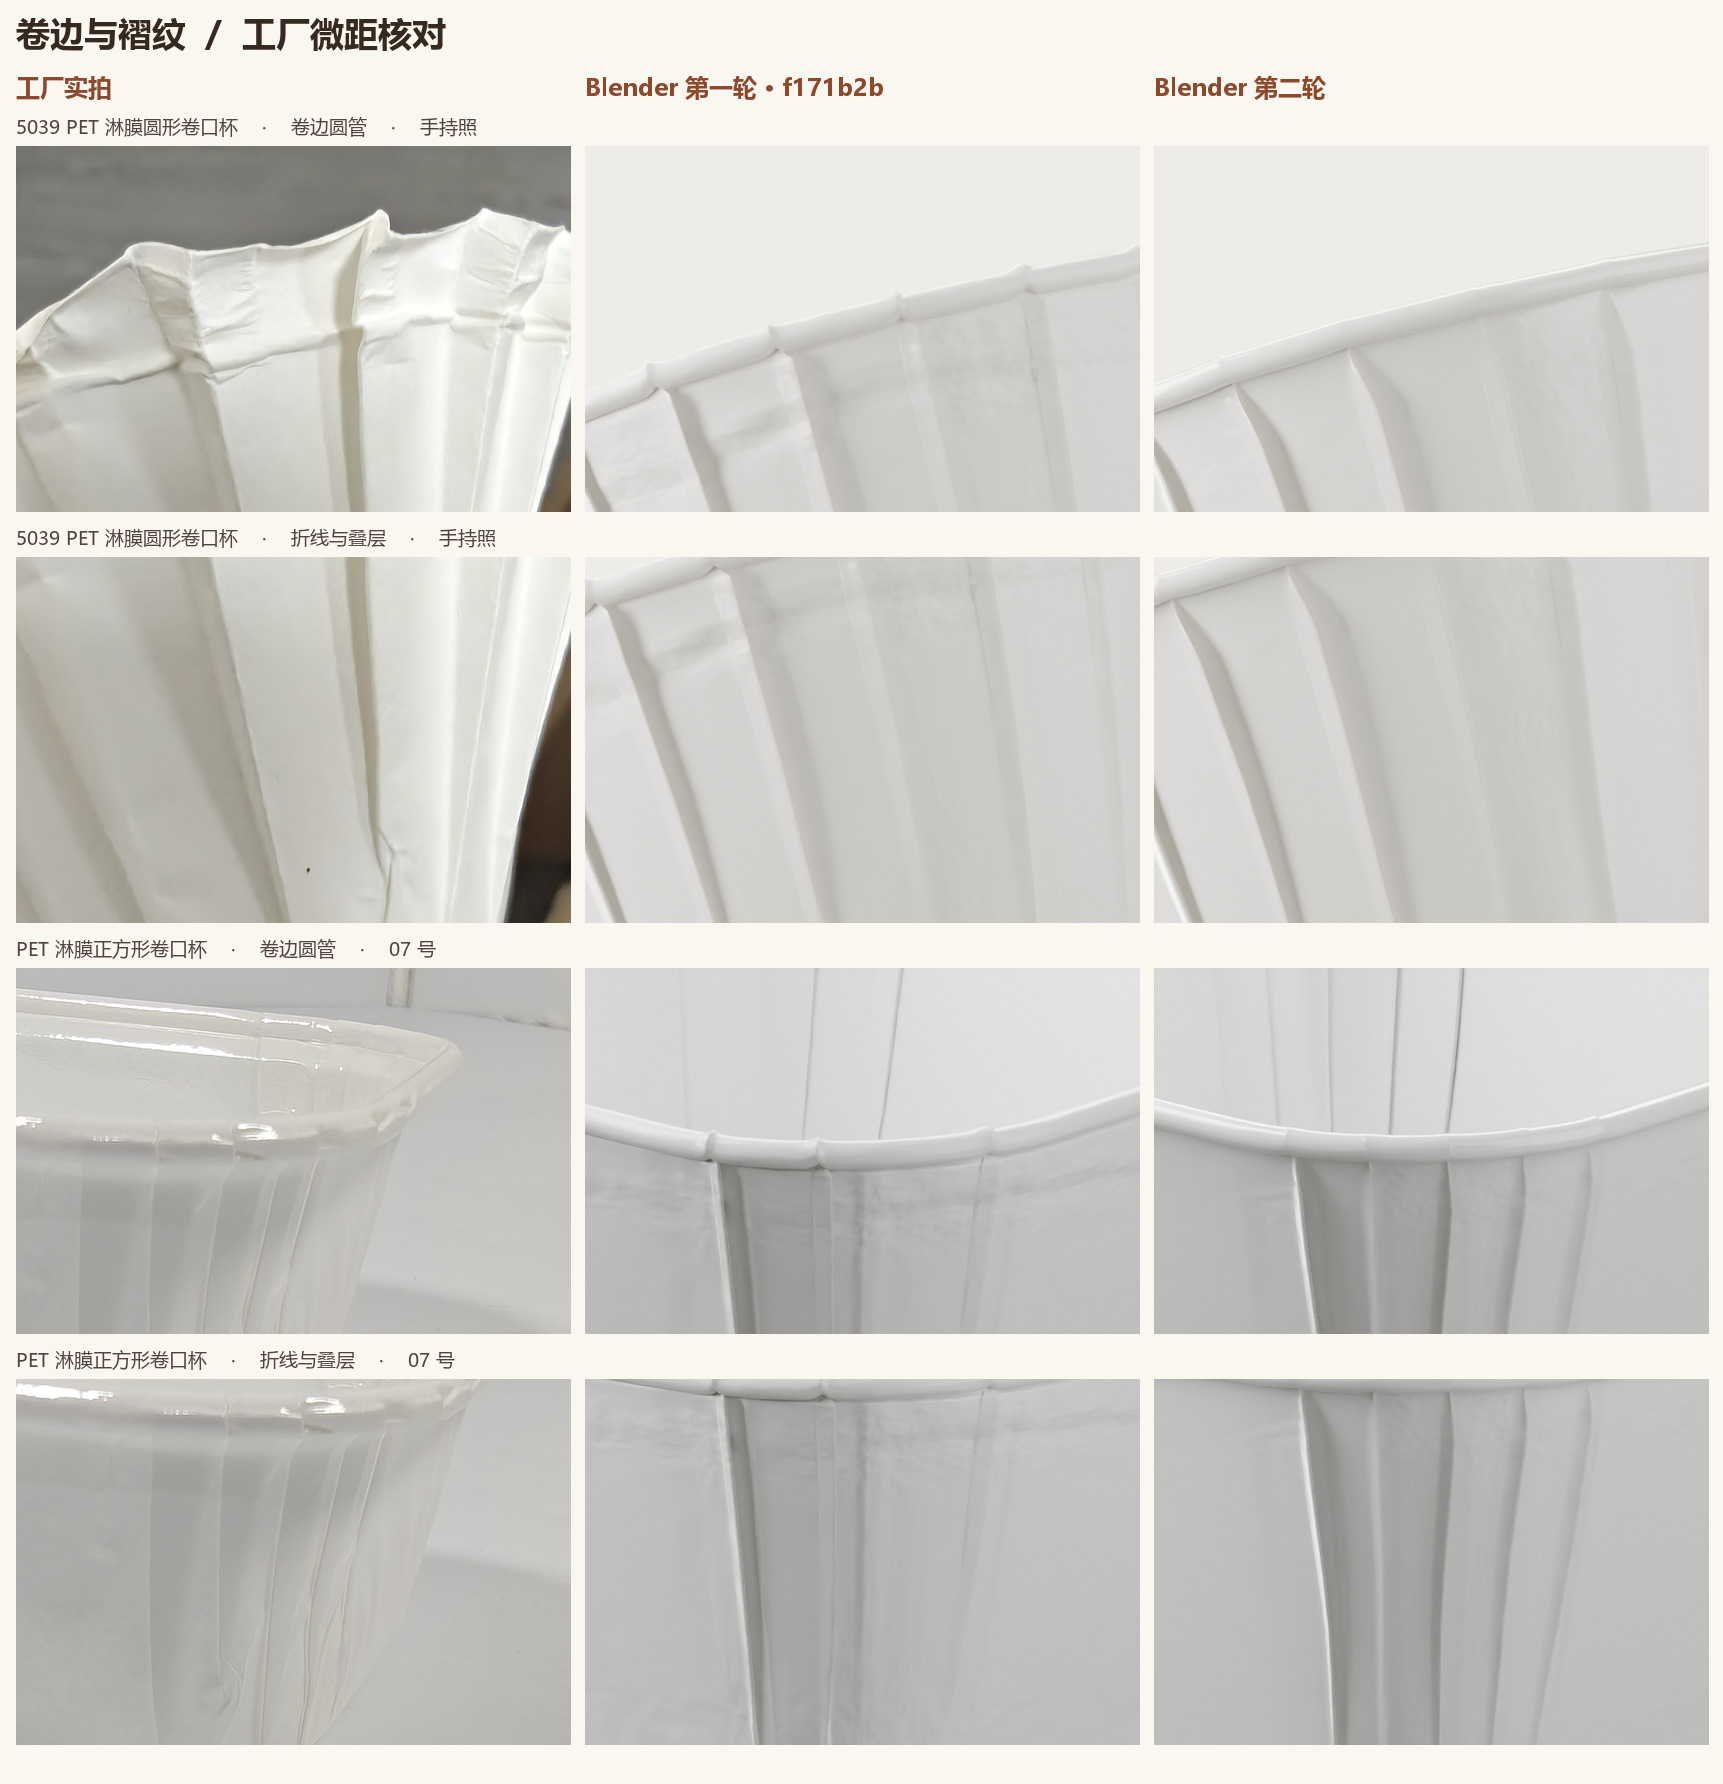 卷边与褶纹 / 工厂微距核对
工厂实拍
Blender 第一轮 • f171b2b
Blender 第二轮
5039 PET 淋膜圆形卷口杯 · 卷边圆管 · 手持照
5039 PET 淋膜圆形卷口杯 · 折线与叠层 · 手持照
PET 淋膜正方形卷口杯 · 卷边圆管 · 07 号
PET 淋膜正方形卷口杯 · 折线与叠层 · 07 号